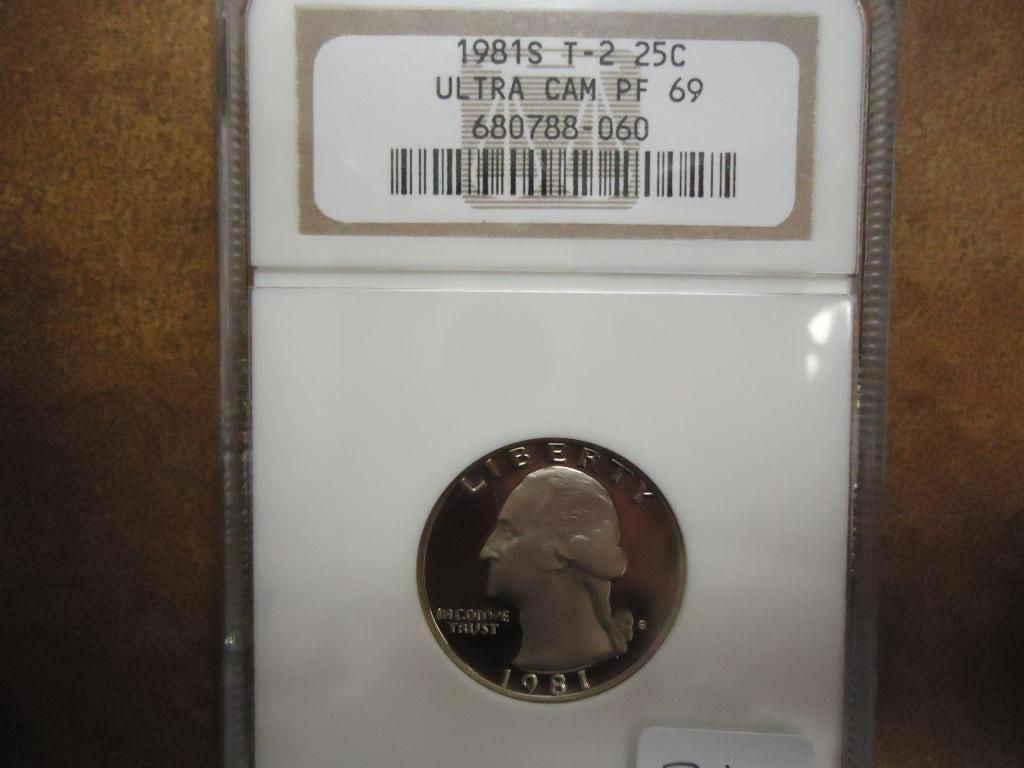 1981S T-2 25C
ULTRA CAM PF 69
680788-060
LIBERTY
IN GOD WE
TRUST
S
1981